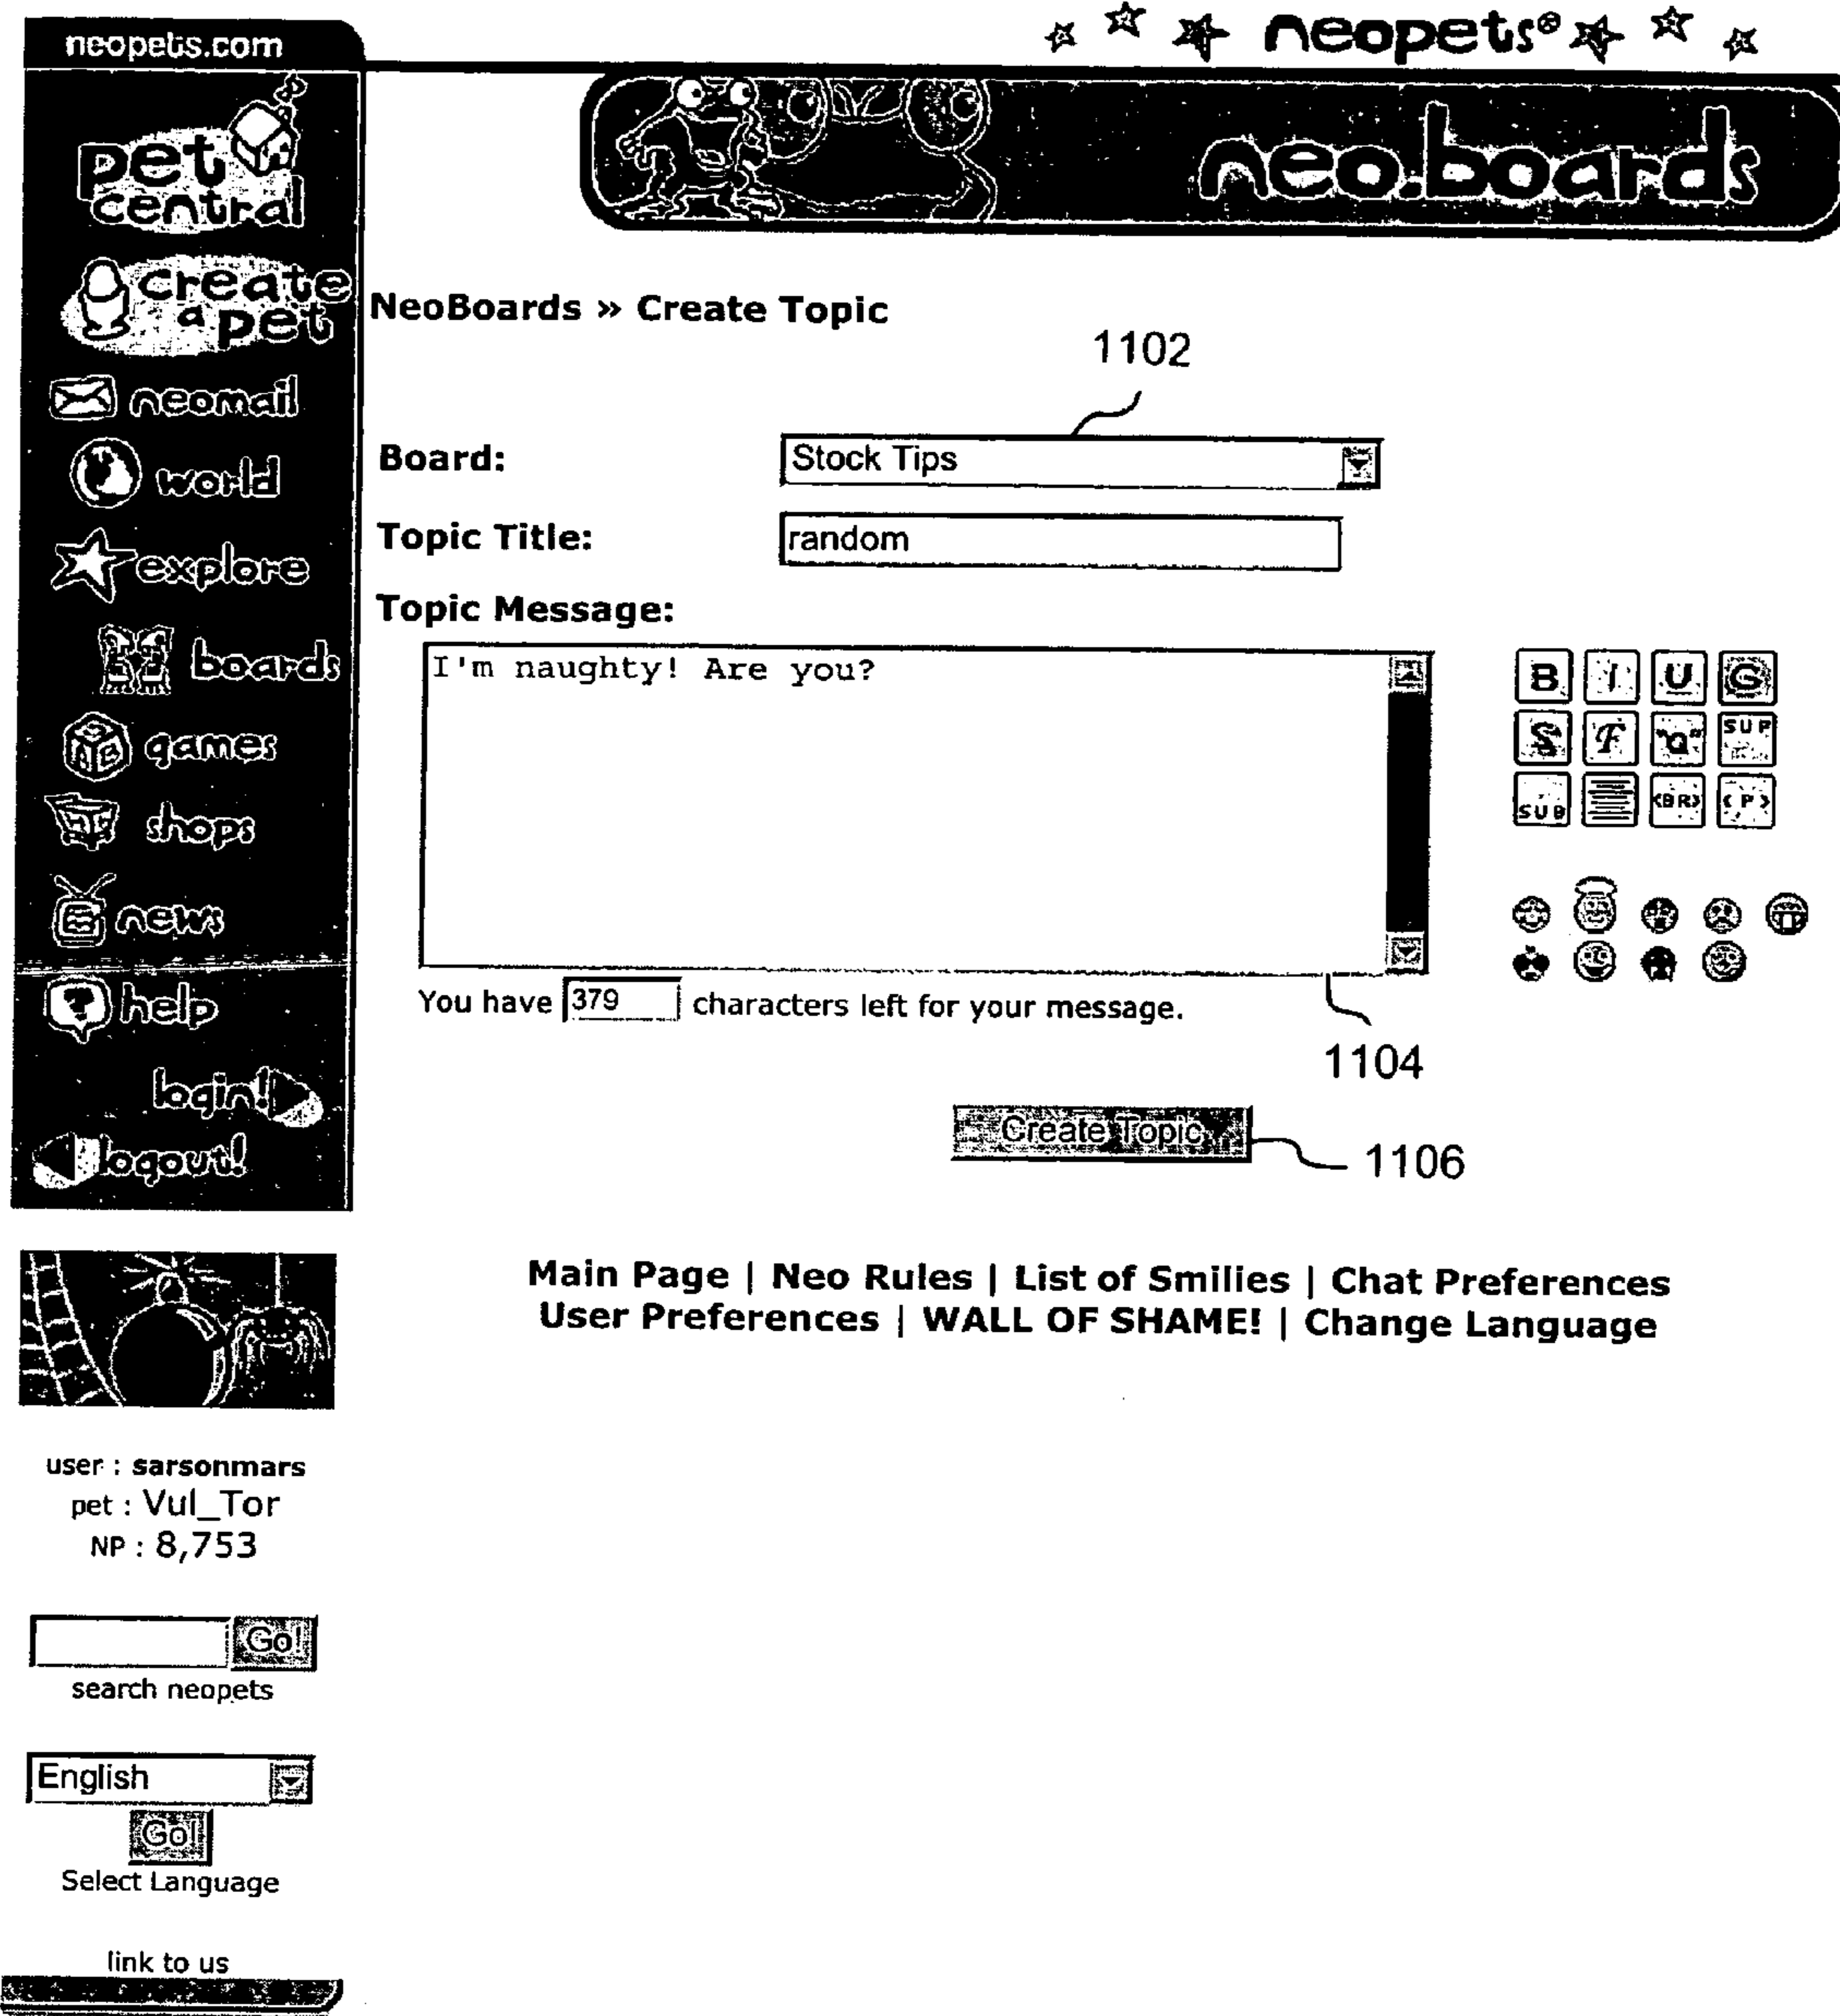 neopets.com
neopets®
pet
central
neo.boards
create
a pet
NeoBoards » Create Topic
1102
neomail
Board:
Stock Tips
world
Topic Title:
random
explore
Topic Message:
boards
I'm naughty! Are you?
B I U G
games
S F "Q" SUP
shops
SUB <BR> <P>
news
help
You have 379 characters left for your message.
1104
login!
Create Topic
logout!
1106
Main Page | Neo Rules | List of Smilies | Chat Preferences
User Preferences | WALL OF SHAME! | Change Language
user : sarsonmars
pet : Vul_Tor
NP : 8,753
Go!
search neopets
English
Go!
Select Language
link to us